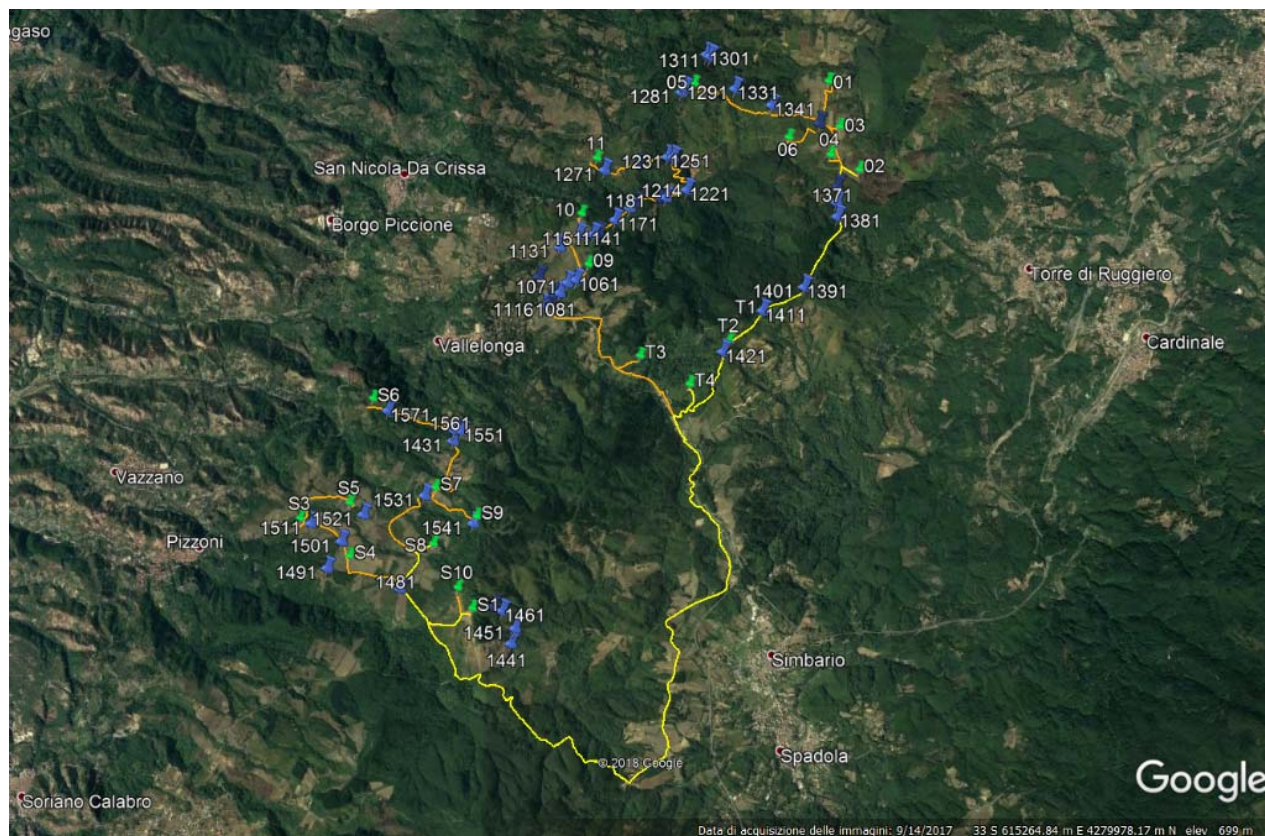 ogaso
1311 1301
05 01
1281 1291 1331
1341
03
04
06
02
11
1231 1251
San Nicola Da Crissa
1271
1371
1181 1214 1221
10
1381
1171
Borgo Piccione
1151 1141
1131
09
Torre di Ruggiero
1071 1061
1401 1391
T1
1116 1081
1411
T2
Vallelonga
T3
1421
Cardinale
T4
S6
1571
1561
1551
1431
Vazzano
S7
S5
1531
S3
S9
1511 1521
1541
1501
Pizzoni
S8
S4
1491
S10
1481
S1
1461
1451
1441
Simbario
Spadola
© 2018 Google
Google
Soriano Calabro
Data di acquisizione delle immagini: 9/14/2017 33 S 615264.84 m E 4279978.17 m N elev 699 m